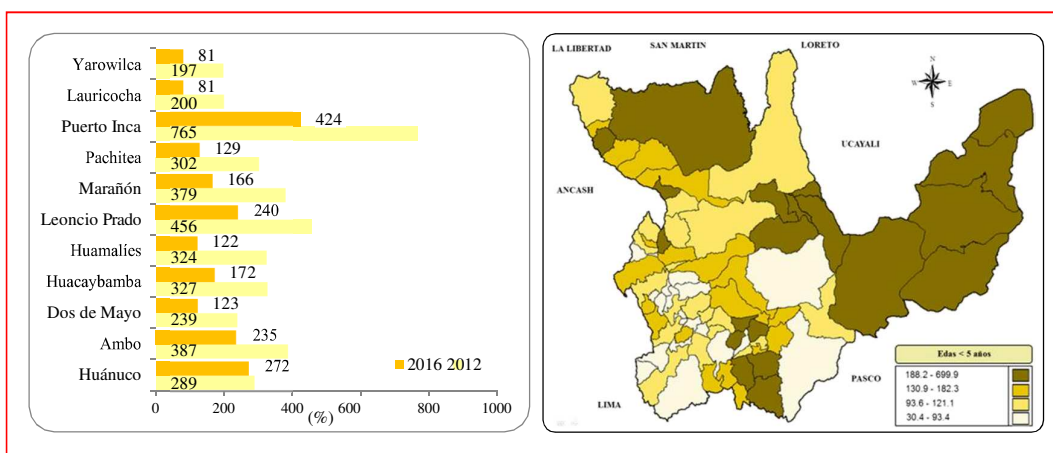 Yarowilca 81
197
Lauricocha 81
200
Puerto Inca 424
765
Pachitea 129
302
Marañón 166
379
Leoncio Prado 240
456
Huamalíes 122
324
Huacaybamba 172
327
Dos de Mayo 123
239
Ambo 235
387
Huánuco 272
289
2016 2012
0 200 400 600 800 1000
(%)
LA LIBERTAD SAN MARTIN LORETO
N
W E
S
UCAYALI
ANCASH
PASCO
LIMA
Edas < 5 años
188.2 - 699.9
130.9 - 182.3
93.6 - 121.1
30.4 - 93.4